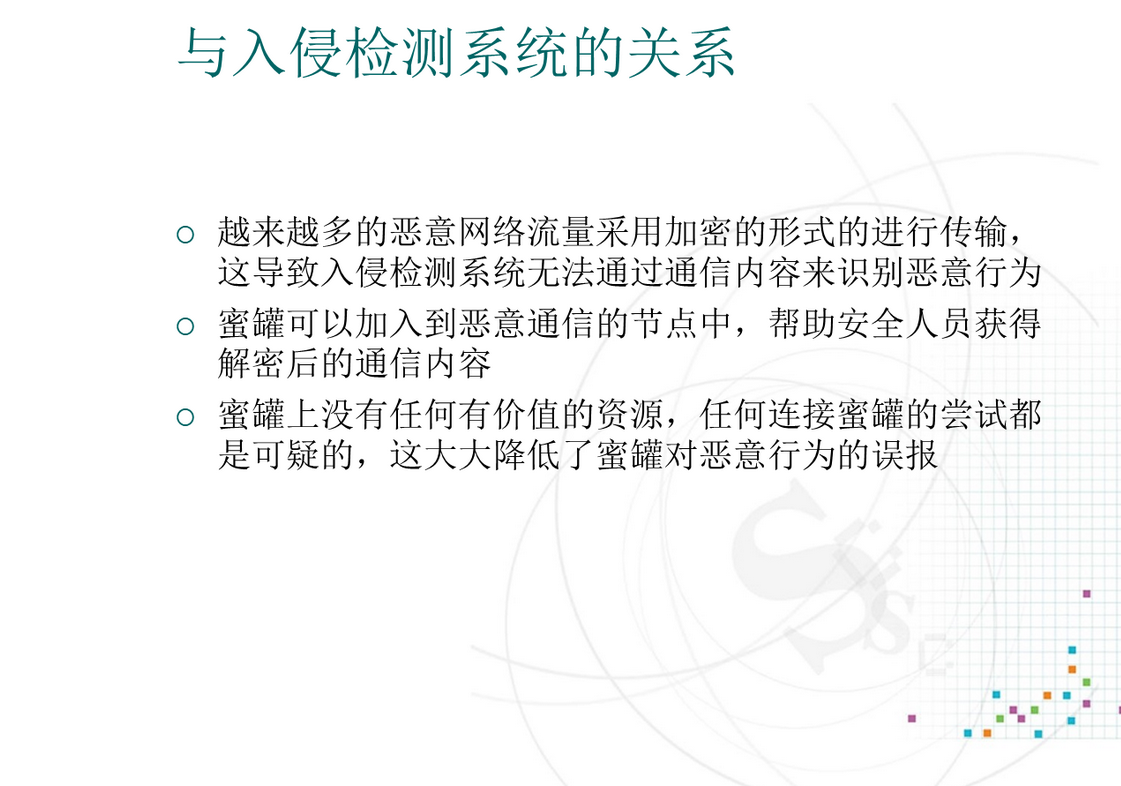 与入侵检测系统的关系
越来越多的恶意网络流量采用加密的形式的进行传输，
这导致入侵检测系统无法通过通信内容来识别恶意行为
蜜罐可以加入到恶意通信的节点中，帮助安全人员获得
解密后的通信内容
蜜罐上没有任何有价值的资源，任何连接蜜罐的尝试都
是可疑的，这大大降低了蜜罐对恶意行为的误报
SSC